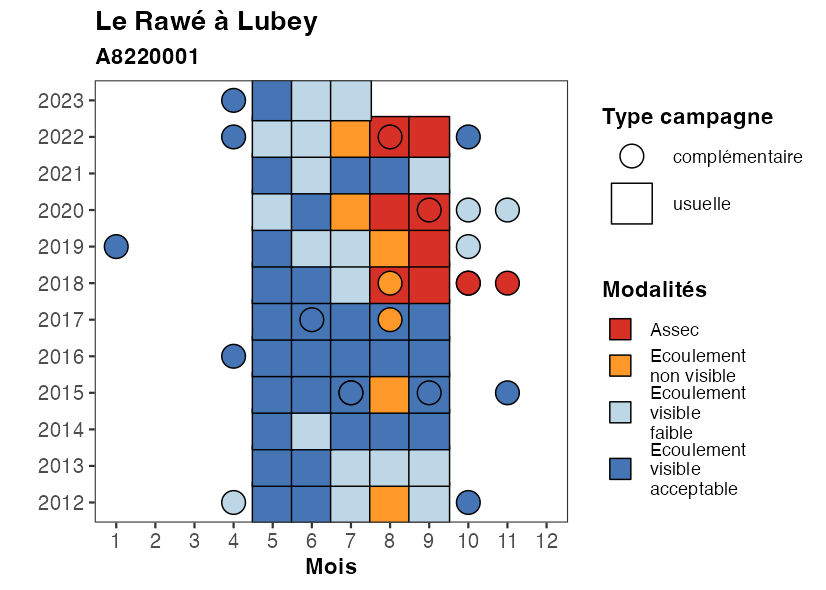 Le Rawé à Lubey
A8220001
2023
2022
2021
2020
2019
2018
2017
2016
2015
2014
2013
2012
1 2 3 4 5 6 7 8 9 10 11 12
Mois
Type campagne
complémentaire
usuelle
Modalités
Assec
Ecoulement
non visible
Ecoulement
visible
faible
Ecoulement
visible
acceptable